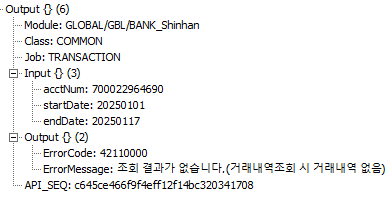 Output {} (6)
Module: GLOBAL/GBL/BANK_Shinhan
Class: COMMON
Job: TRANSACTION
Input {} (3)
acctNum: 700022964690
startDate: 20250101
endDate: 20250117
Output {} (2)
ErrorCode: 42110000
ErrorMessage: 조회 결과가 없습니다.(거래내역조회 시 거래내역 없음)
API_SEQ: c645ce466f9f4eff12f14bc320341708